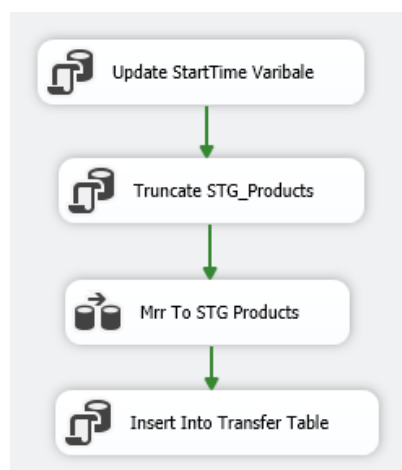 Update StartTime Varibale
Truncate STG_Products
Mrr To STG Products
Insert Into Transfer Table